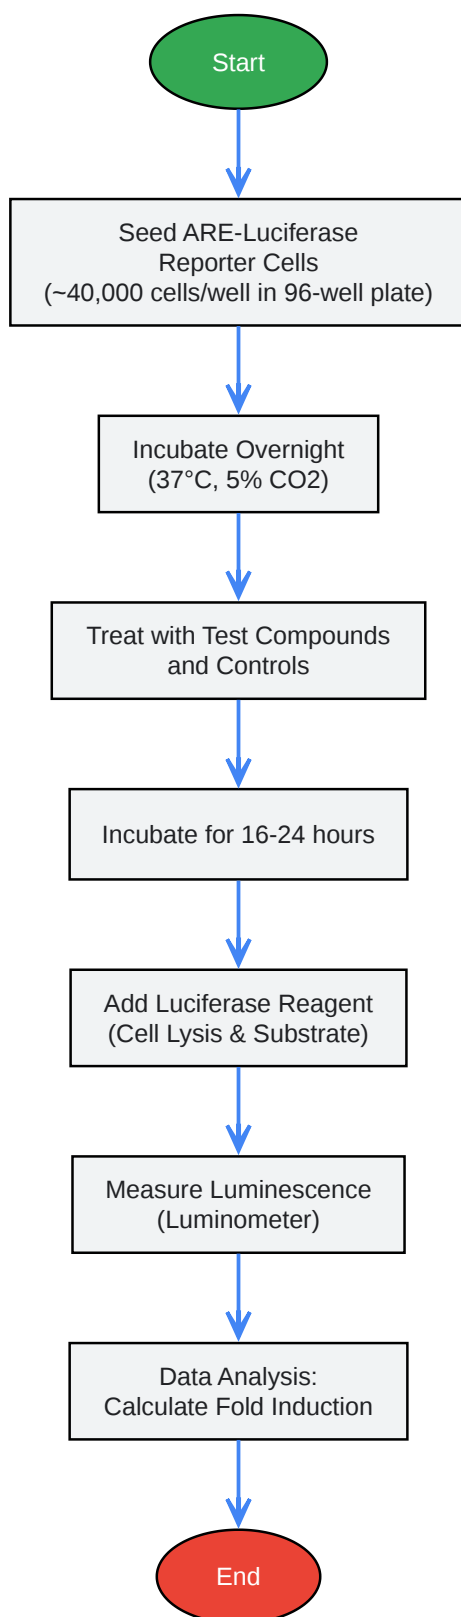 Start
Seed ARE-Luciferase
Reporter Cells
(~40,000 cells/well in 96-well plate)
Incubate Overnight
(37°C, 5% CO2)
Treat with Test Compounds
and Controls
Incubate for 16-24 hours
Add Luciferase Reagent
(Cell Lysis & Substrate)
Measure Luminescence
(Luminometer)
Data Analysis:
Calculate Fold Induction
End